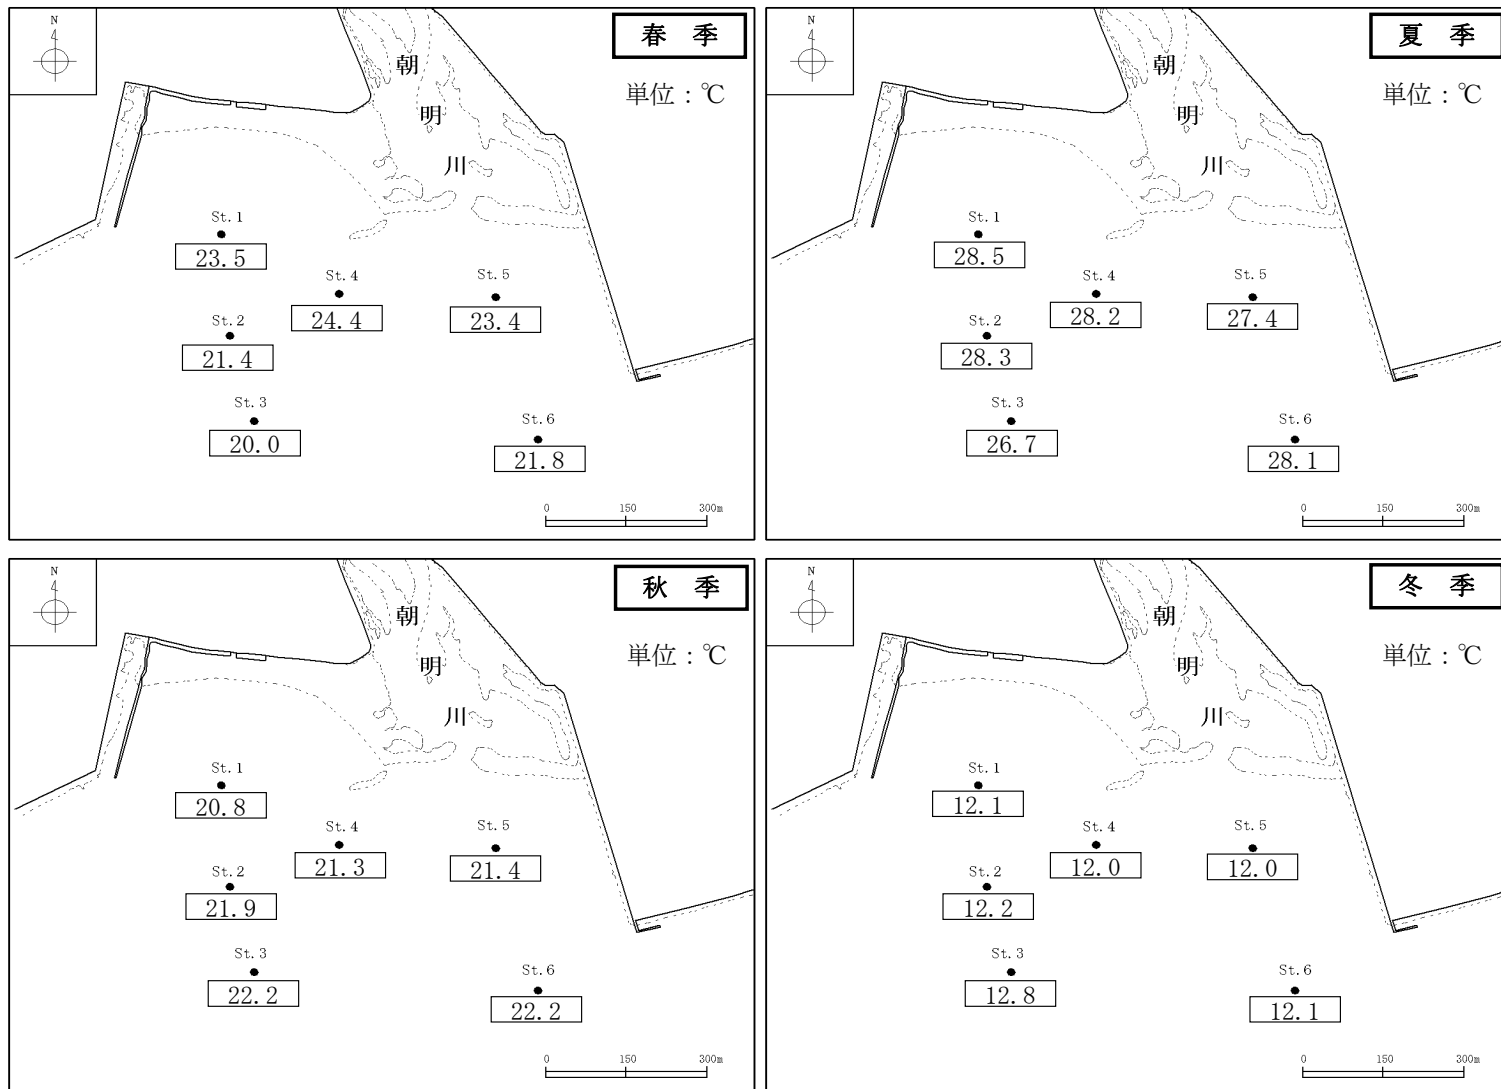 N
春 季
単位：℃
朝
明
川
St.1
23.5
St.4
24.4
St.5
23.4
St.2
21.4
St.3
20.0
St.6
21.8
0 150 300m
N
夏 季
単位：℃
朝
明
川
St.1
28.5
St.4
28.2
St.5
27.4
St.2
28.3
St.3
26.7
St.6
28.1
0 150 300m
N
秋 季
単位：℃
朝
明
川
St.1
20.8
St.4
21.3
St.5
21.4
St.2
21.9
St.3
22.2
St.6
22.2
0 150 300m
N
冬 季
単位：℃
朝
明
川
St.1
12.1
St.4
12.0
St.5
12.0
St.2
12.2
St.3
12.8
St.6
12.1
0 150 300m